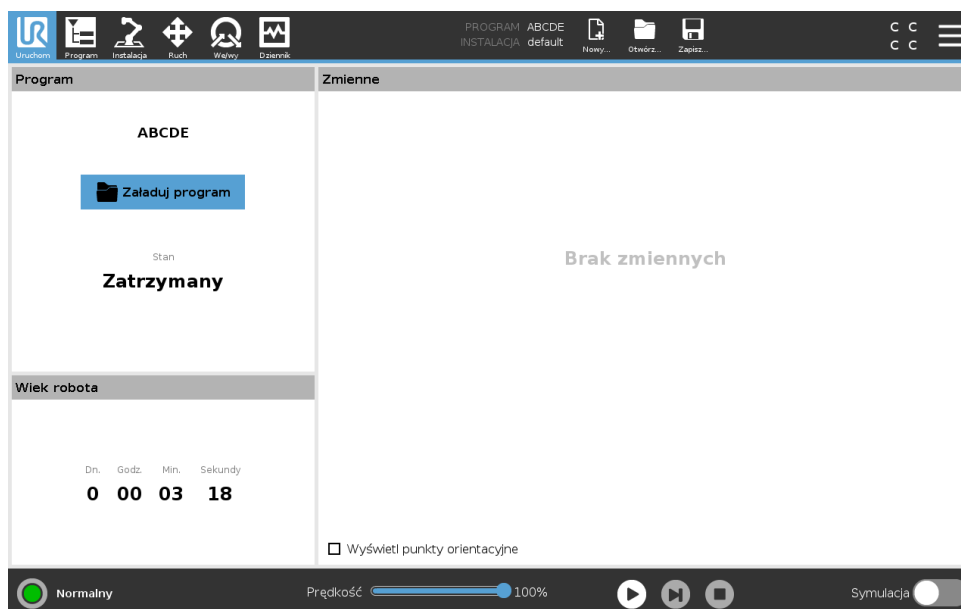 UR
PROGRAM ABCDE
INSTALACJA default
C C
C C
Uruchom Program Instalacja Ruch We/wy Dziennik Nowy... Otwórz... Zapisz...
Program
ABCDE
Załaduj program
Stan
Zatrzymany
Wiek robota
Dn. Godz. Min. Sekundy
0 00 03 18
Zmienne
Brak zmiennych
Wyświetl punkty orientacyjne
Normalny Prędkość 100% Symulacja